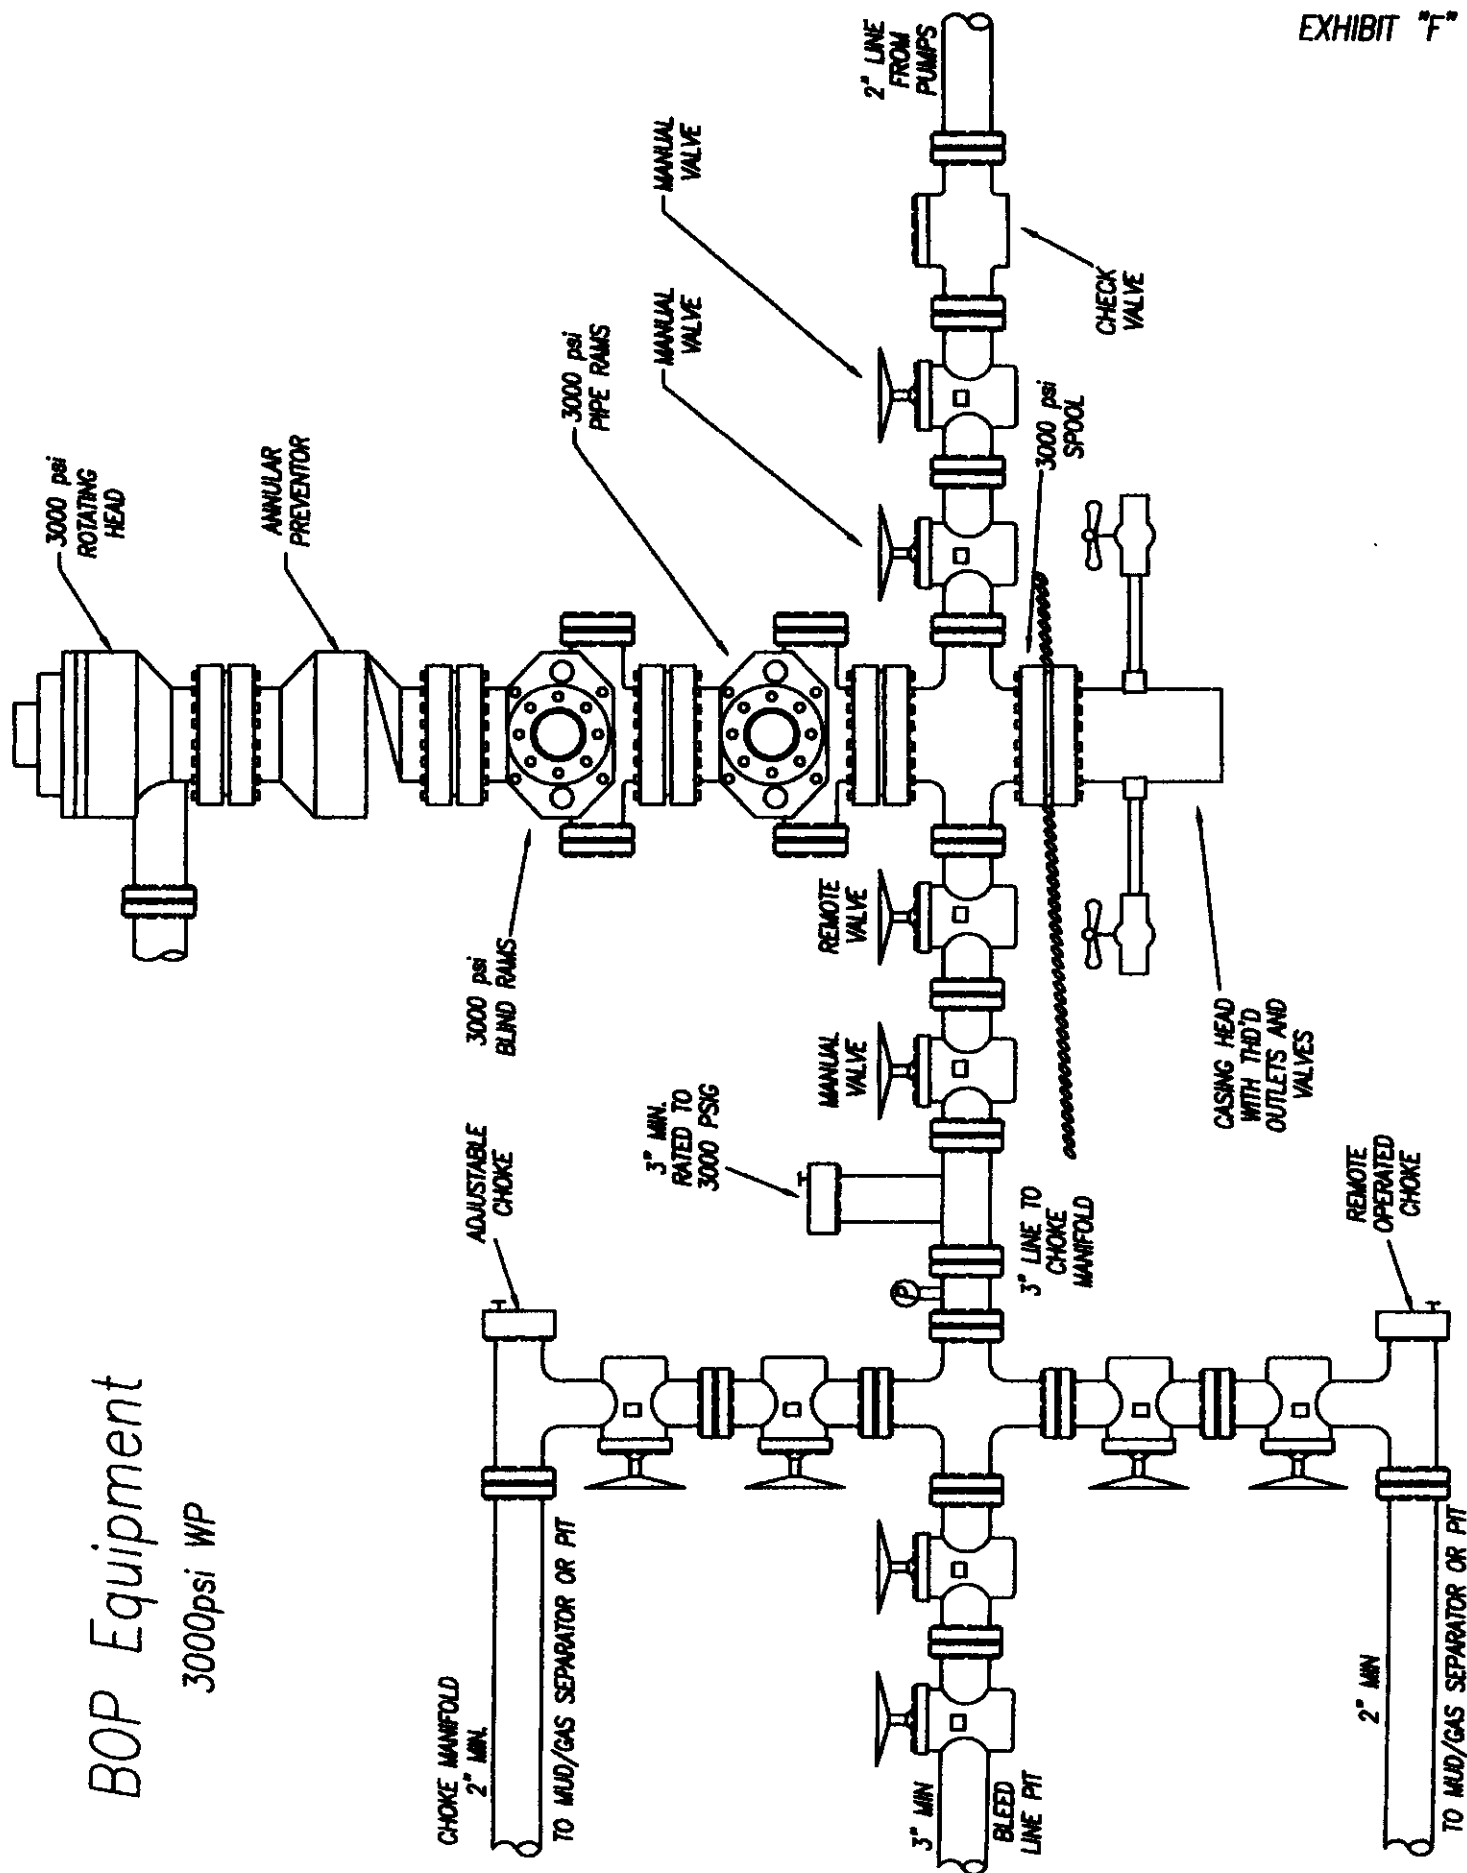 EXHIBIT "F"
BOP Equipment
3000psi WP
3000 psi
ROTATING
HEAD
ANNULAR
PREVENTOR
3000 psi
BLIND RAMS
3000 psi
PIPE RAMS
MANUAL
VALVE
MANUAL
VALVE
2" LINE
FROM
PUMPS
CHECK
VALVE
3000 psi
SPOOL
REMOTE
VALVE
MANUAL
VALVE
3" MIN.
RATED TO
3000 PSIG
ADJUSTABLE
CHOKE
P
3" LINE TO
CHOKE
MANIFOLD
CASING HEAD
WITH THD'D
OUTLETS AND
VALVES
REMOTE
OPERATED
CHOKE
CHOKE MANIFOLD
2" MIN.
TO MUD/GAS SEPARATOR OR PIT
3" MIN
BLEED
LINE PIT
2" MIN
TO MUD/GAS SEPARATOR OR PIT